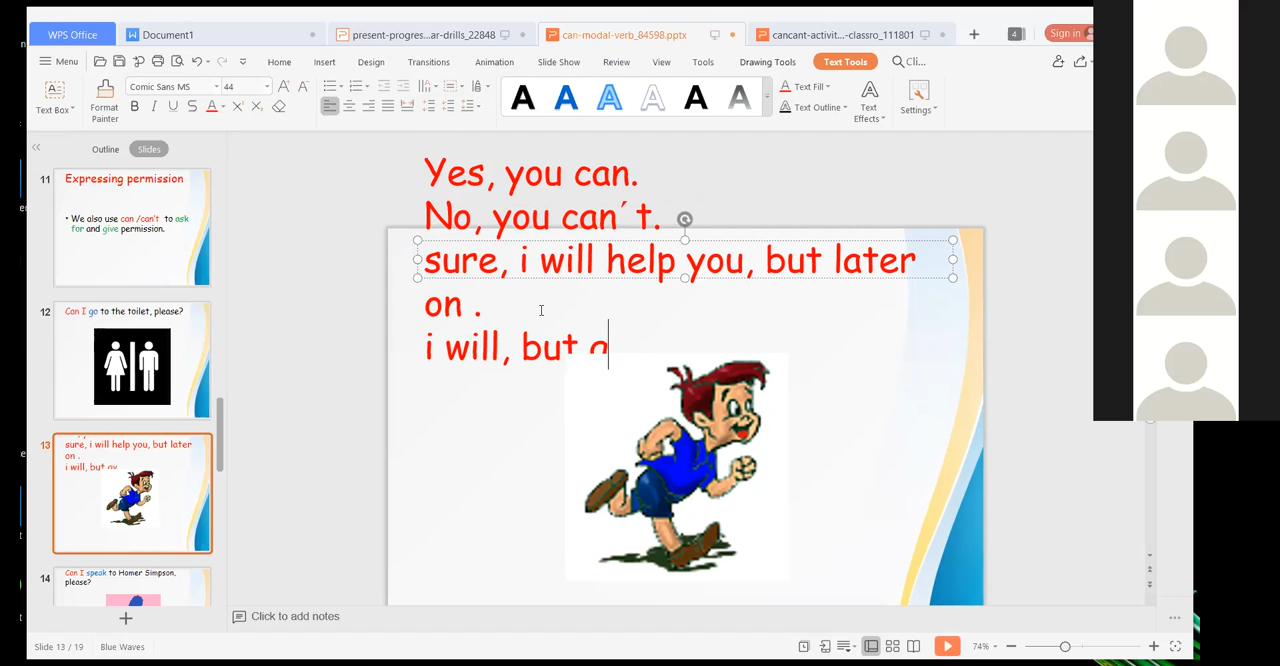 WPS Office
Document1
present-progres...ar-drills_22848
can-modal-verb_84598.pptx
cancant-activit...-classro_111801
4
Sign in
Menu
Home
Insert
Design
Transitions
Animation
Slide Show
Review
View
Tools
Drawing Tools
Text Tools
Cli...
Text Box
Format
Painter
Comic Sans MS
44
B I U S A X² X₂
A A A A A A
Text Fill
Text Outline
Text
Effects
Settings
Outline
Slides
11
Expressing permission
• We also use can /can't to ask
for and give permission.
12
Can I go to the toilet, please?
13
sure, i will help you, but later
on .
i will, but
14
Can I speak to Homer Simpson,
please?
Yes, you can.
No, you can´t.
sure, i will help you, but later
on .
i will, but
Click to add notes
Slide 13 / 19
Blue Waves
74%